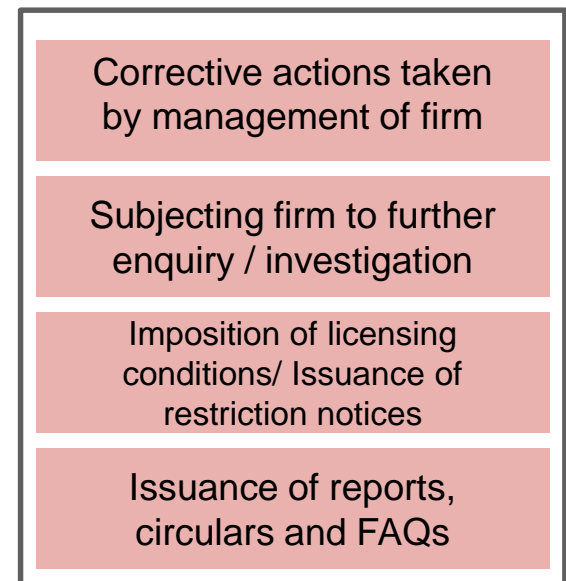 Corrective actions taken
by management of firm
Subjecting firm to further
enquiry / investigation
Imposition of licensing
conditions/ Issuance of
restriction notices
Issuance of reports,
circulars and FAQs